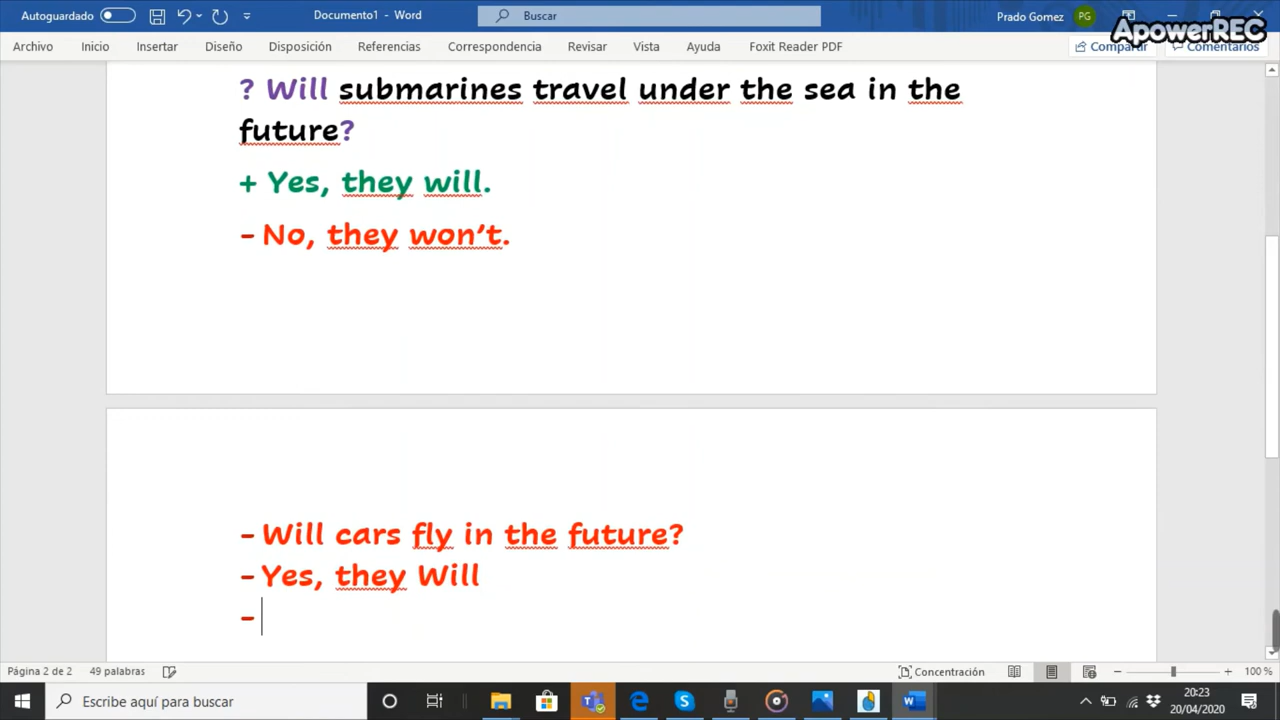 Autoguardado
Documento1 - Word
Buscar
Prado Gomez PG
ApowerREC
Archivo Inicio Insertar Diseño Disposición Referencias Correspondencia Revisar Vista Ayuda Foxit Reader PDF Compartir Comentarios
? Will submarines travel under the sea in the
future?
+ Yes, they will.
- No, they won’t.
- Will cars fly in the future?
- Yes, they Will
-
Página 2 de 2 49 palabras Concentración 100 %
Escribe aquí para buscar
20:23
20/04/2020